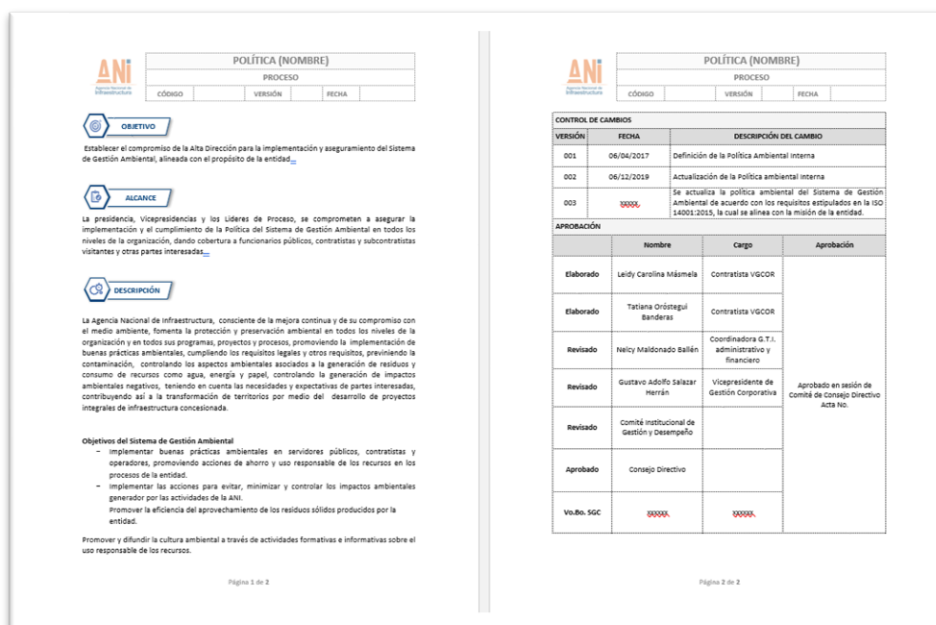 ANi
Agencia Nacional de
Infraestructura
POLÍTICA (NOMBRE)
PROCESO
CÓDIGO VERSIÓN FECHA
OBJETIVO
Establecer el compromiso de la Alta Dirección para la implementación y aseguramiento del Sistema
de Gestión Ambiental, alineada con el propósito de la entidad...
ALCANCE
La presidencia, Vicepresidencias y los Líderes de Proceso, se comprometen a asegurar la
implementación y el cumplimiento de la Política del Sistema de Gestión Ambiental en todos los
niveles de la organización, dando cobertura a funcionarios públicos, contratistas y subcontratistas
visitantes y otras partes interesadas...
DESCRIPCIÓN
La Agencia Nacional de Infraestructura, consciente de la mejora continua y de su compromiso con
el medio ambiente, fomenta la protección y preservación ambiental en todos los niveles de la
organización y en todos sus programas, proyectos y procesos, promoviendo la implementación de
buenas prácticas ambientales, cumpliendo los requisitos legales y otros requisitos, previniendo la
contaminación, controlando los aspectos ambientales asociados a la generación de residuos y
consumo de recursos como agua, energía y papel, controlando la generación de impactos
ambientales negativos, teniendo en cuenta las necesidades y expectativas de partes interesadas,
contribuyendo así a la transformación de territorios por medio del desarrollo de proyectos
integrales de infraestructura concesionada.
Objetivos del Sistema de Gestión Ambiental
– Implementar buenas prácticas ambientales en servidores públicos, contratistas y
operadores, promoviendo acciones de ahorro y uso responsable de los recursos en los
procesos de la entidad.
– Implementar las acciones para evitar, minimizar y controlar los impactos ambientales
generador por las actividades de la ANI.
Promover la eficiencia del aprovechamiento de los residuos sólidos producidos por la
entidad.
Promover y difundir la cultura ambiental a través de actividades formativas e informativas sobre el
uso responsable de los recursos.
Página 1 de 2
ANi
Agencia Nacional de
Infraestructura
POLÍTICA (NOMBRE)
PROCESO
CÓDIGO VERSIÓN FECHA
CONTROL DE CAMBIOS
VERSIÓN FECHA DESCRIPCIÓN DEL CAMBIO
001 06/04/2017 Definición de la Política Ambiental Interna
002 06/12/2019 Actualización de la Política ambiental Interna
Se actualiza la política ambiental del Sistema de Gestión
003 xxxxx Ambiental de acuerdo con los requisitos estipulados en la ISO
14001:2015, la cual se alinea con la misión de la entidad.
APROBACIÓN
Nombre Cargo Aprobación
Elaborado Leidy Carolina Másmela Contratista VGCOR
Elaborado Tatiana Oróstegui
Banderas Contratista VGCOR
Revisado Nelcy Maldonado Ballén Coordinadora G.T.I.
administrativo y
financiero
Revisado Gustavo Adolfo Salazar
Herrán Vicepresidente de
Gestión Corporativa
Aprobado en sesión de
Comité de Consejo Directivo
Acta No.
Revisado Comité Institucional de
Gestión y Desempeño
Aprobado Consejo Directivo
Vo.Bo. SGC xxxxxx xxxxxx
Página 2 de 2